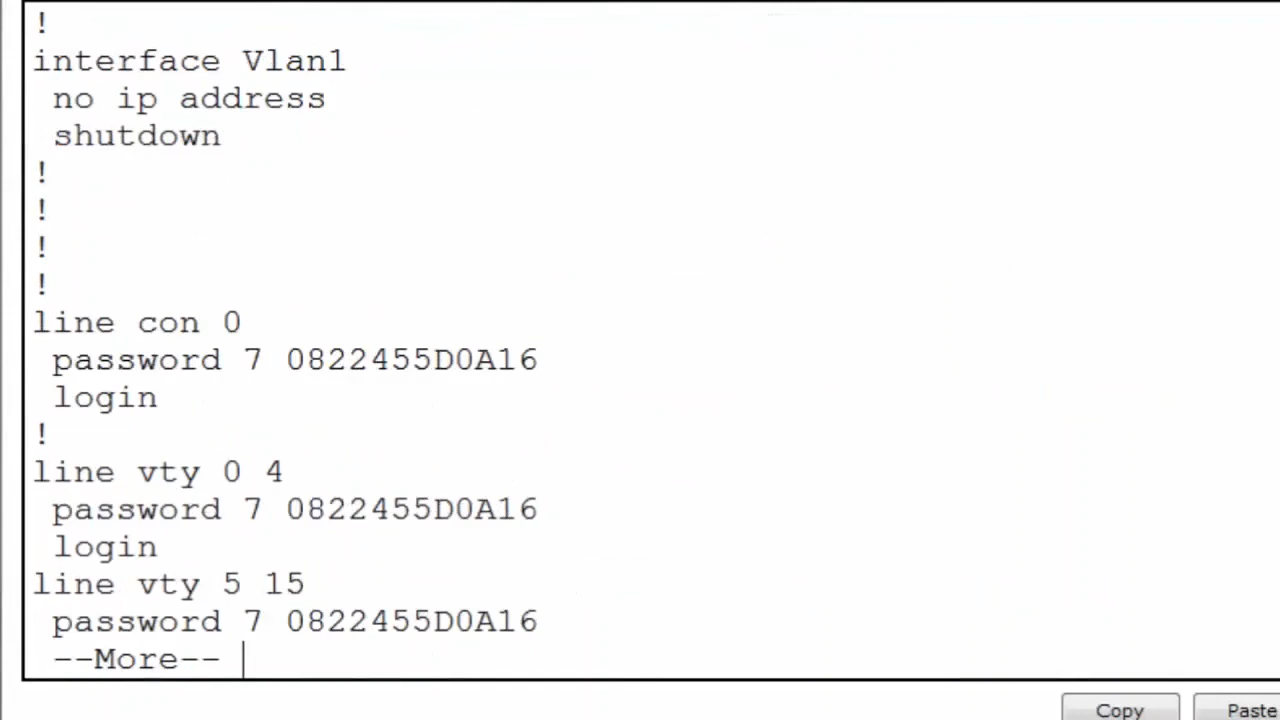 !
interface Vlan1
 no ip address
 shutdown
!
!
!
!
line con 0
 password 7 0822455D0A16
 login
!
line vty 0 4
 password 7 0822455D0A16
 login
line vty 5 15
 password 7 0822455D0A16
 --More--
Copy
Paste